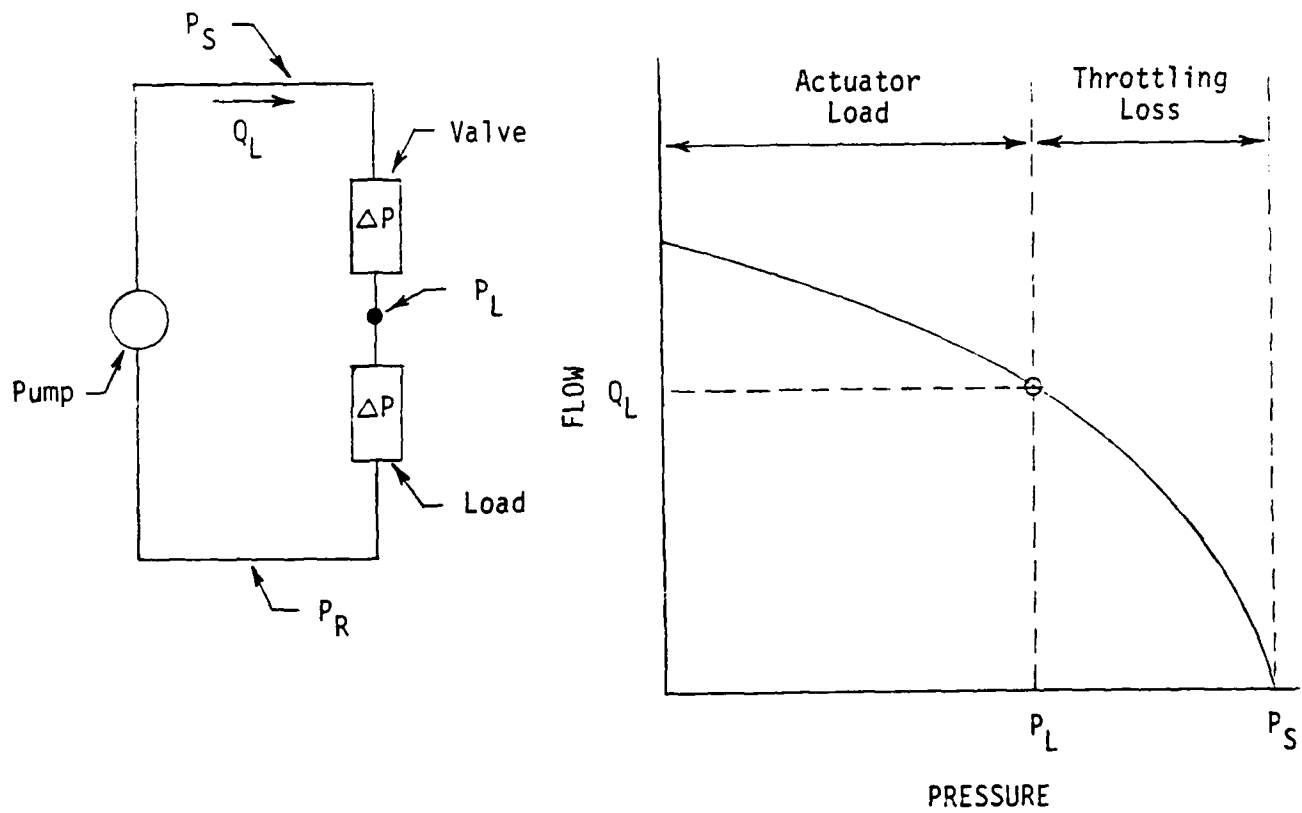 P_S
Q_L
Valve
ΔP
P_L
Pump
ΔP
Load
P_R
Actuator
Load
Throttling
Loss
FLOW
Q_L
P_L
P_S
PRESSURE